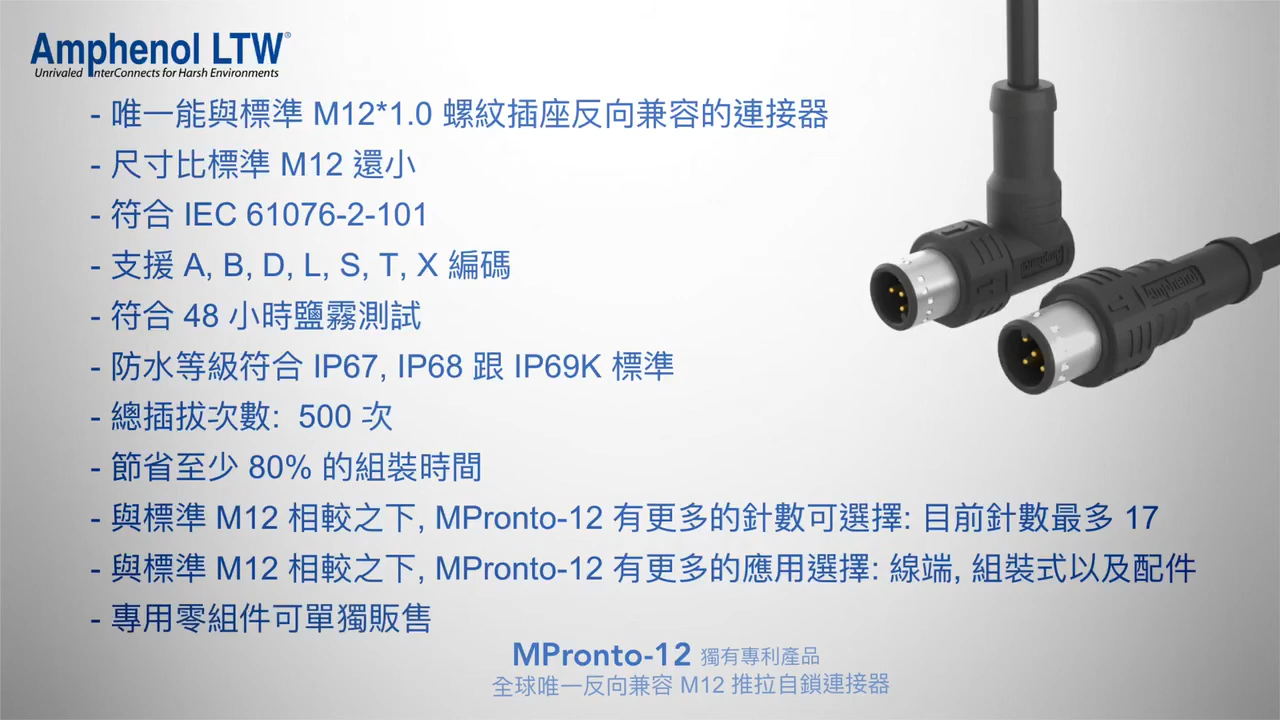 Amphenol LTW®
Unrivaled InterConnects for Harsh Environments
- 唯一能與標準 M12*1.0 螺紋插座反向兼容的連接器
- 尺寸比標準 M12 還小
- 符合 IEC 61076-2-101
- 支援 A, B, D, L, S, T, X 編碼
- 符合 48 小時鹽霧測試
- 防水等級符合 IP67, IP68 跟 IP69K 標準
- 總插拔次數: 500 次
- 節省至少 80% 的組裝時間
- 與標準 M12 相較之下, MPronto-12 有更多的針數可選擇: 目前針數最多 17
- 與標準 M12 相較之下, MPronto-12 有更多的應用選擇: 線端, 組裝式以及配件
- 專用零組件可單獨販售
MPronto-12 獨有專利產品
全球唯一反向兼容 M12 推拉自鎖連接器
Amphenol
Amphenol